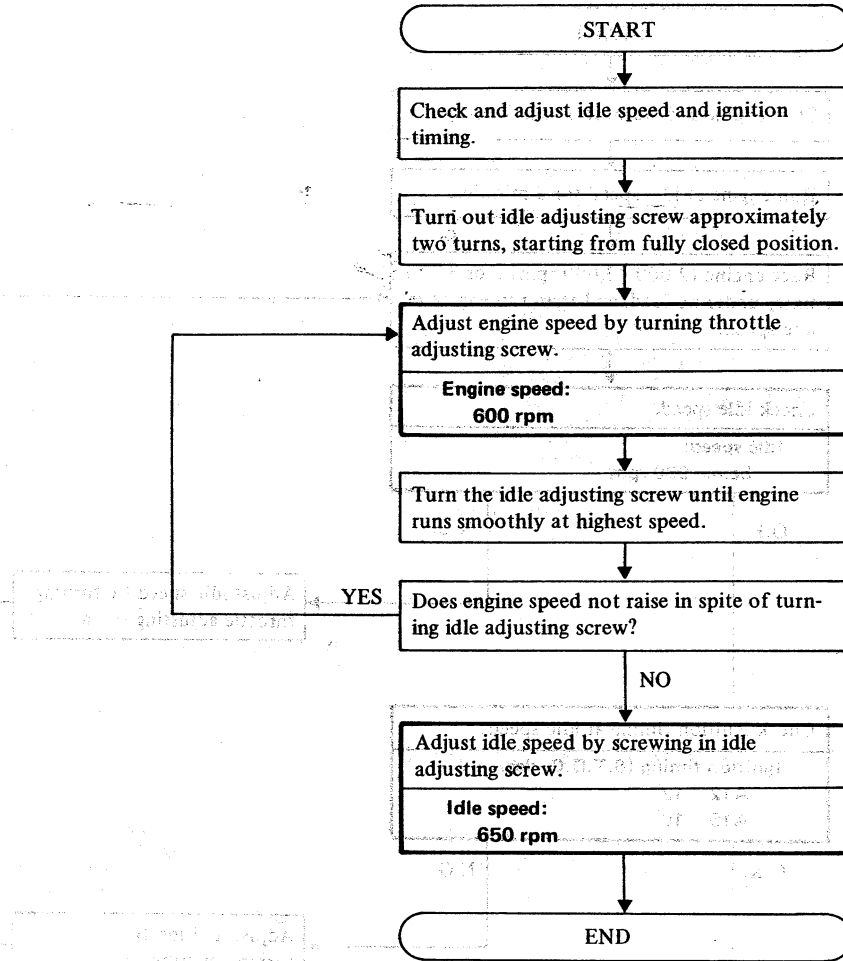 START
Check and adjust idle speed and ignition
timing.
Turn out idle adjusting screw approximately
two turns, starting from fully closed position.
Adjust engine speed by turning throttle
adjusting screw.
Engine speed:
600 rpm
Turn the idle adjusting screw until engine
runs smoothly at highest speed.
YES
Does engine speed not raise in spite of turn-
ing idle adjusting screw?
NO
Adjust idle speed by screwing in idle
adjusting screw.
Idle speed:
650 rpm
END